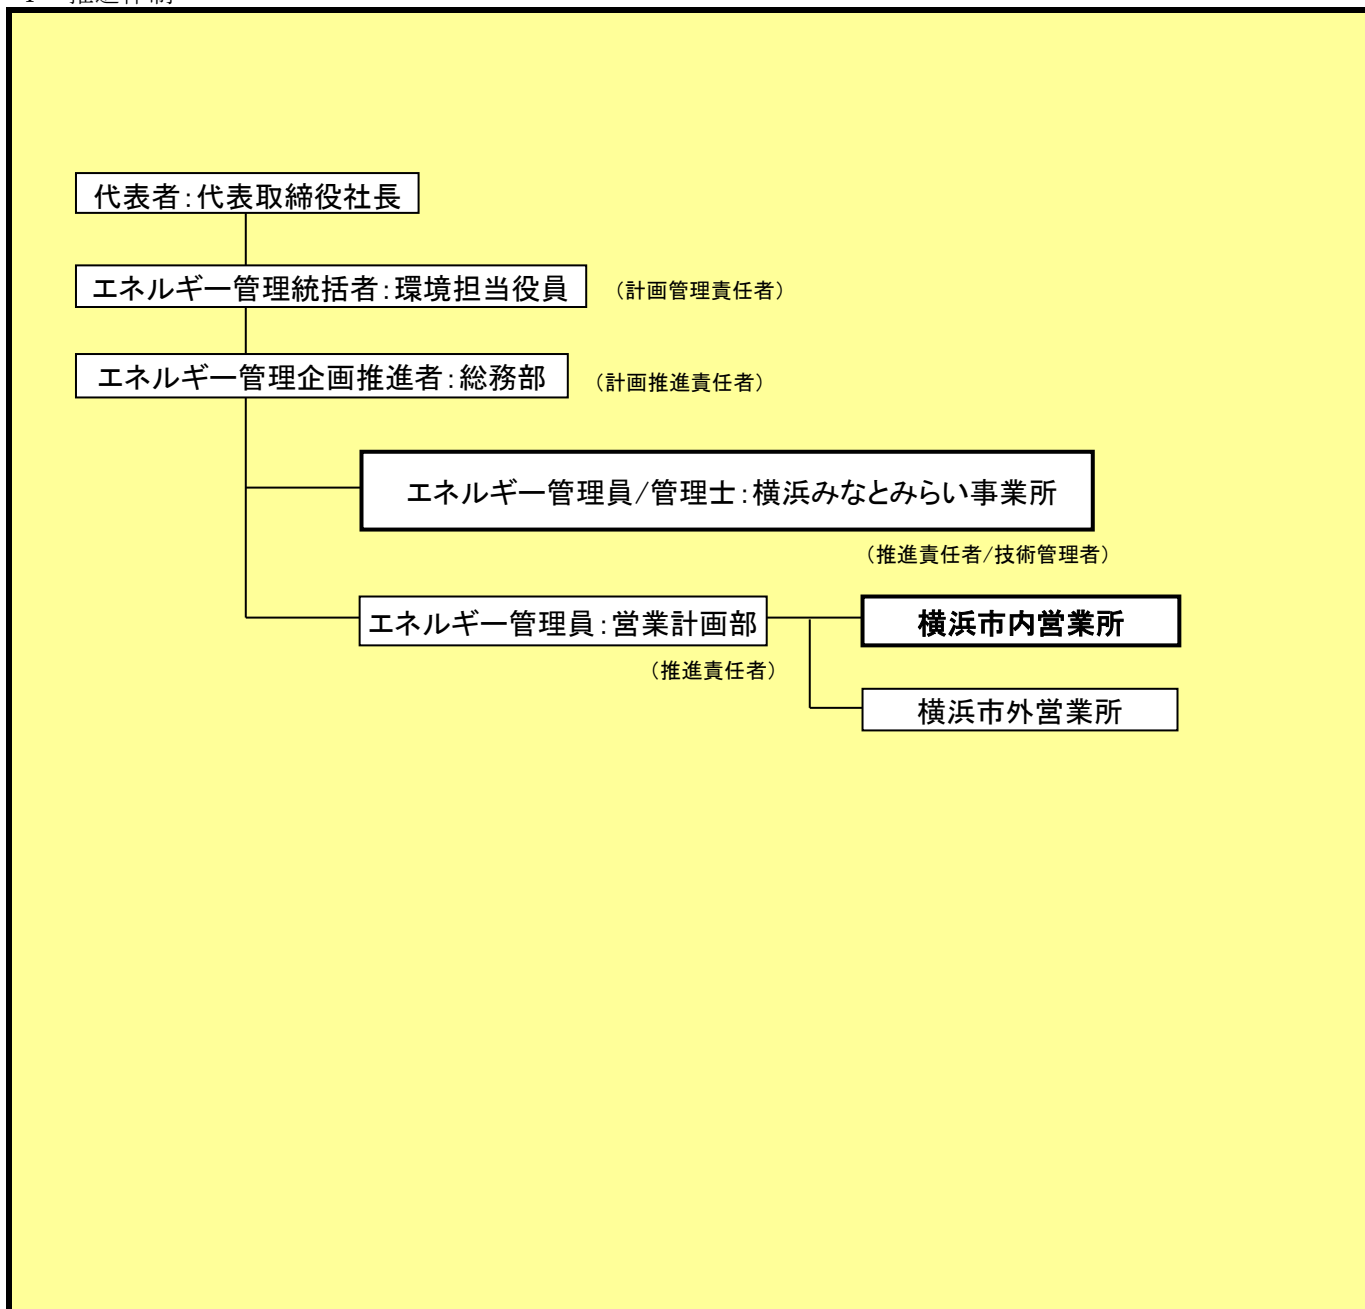 推進体制
代表者:代表取締役社長
エネルギー管理統括者:環境担当役員
（計画管理責任者）
エネルギー管理企画推進者:総務部
（計画推進責任者）
エネルギー管理員/管理士:横浜みなとみらい事業所
（推進責任者/技術管理者）
エネルギー管理員:営業計画部
横浜市内営業所
（推進責任者）
横浜市外営業所